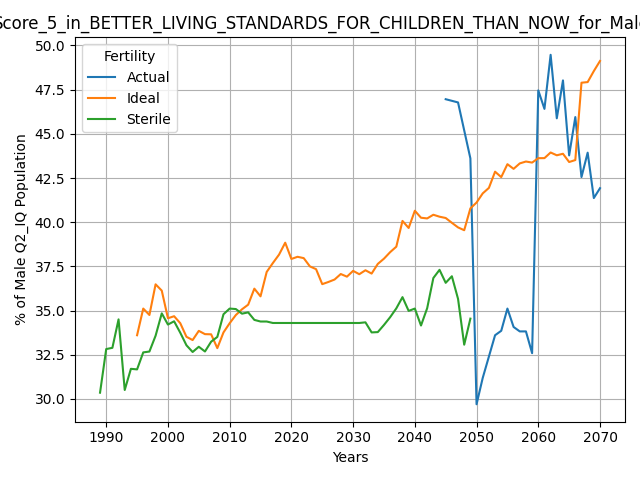 Score_5_in_BETTER_LIVING_STANDARDS_FOR_CHILDREN_THAN_NOW_for_Male
Fertility
Actual
Ideal
Sterile
% of Male Q2_IQ Population
50.0
47.5
45.0
42.5
40.0
37.5
35.0
32.5
30.0
1990 2000 2010 2020 2030 2040 2050 2060 2070
Years